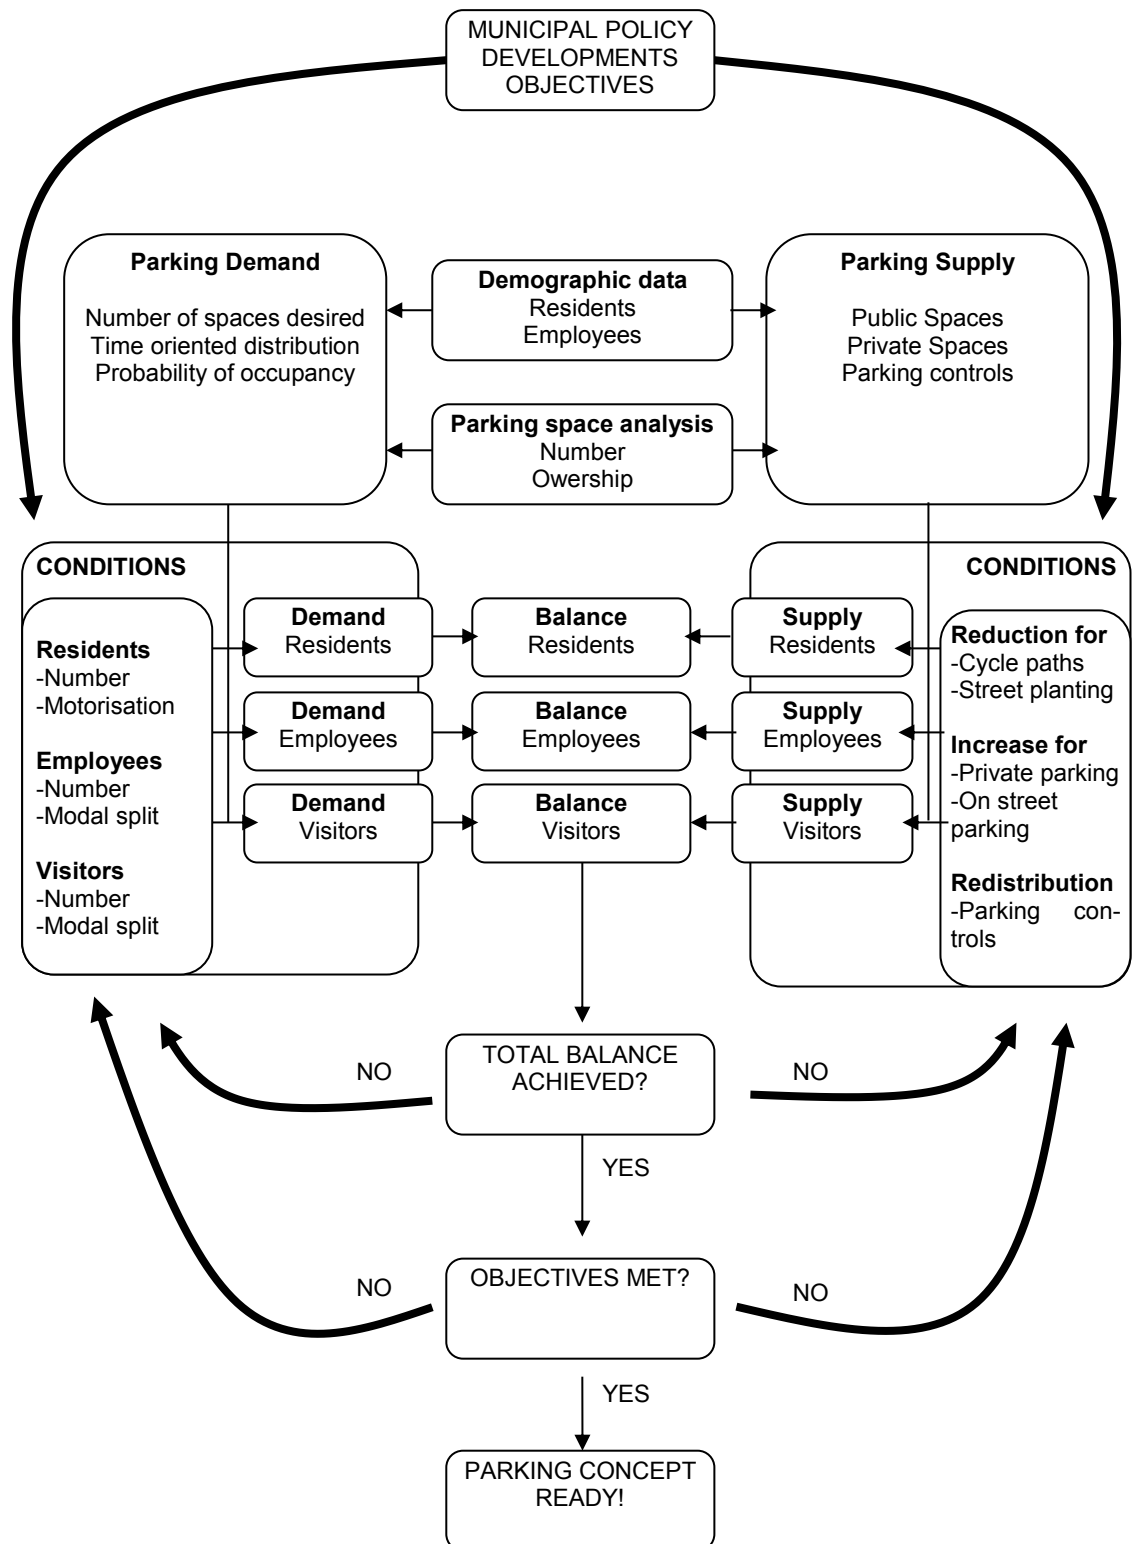 MUNICIPAL POLICY
DEVELOPMENTS
OBJECTIVES
Parking Demand
Number of spaces desired
Time oriented distribution
Probability of occupancy
Demographic data
Residents
Employees
Parking Supply
Public Spaces
Private Spaces
Parking controls
Parking space analysis
Number
Owership
CONDITIONS
Residents
-Number
-Motorisation
Employees
-Number
-Modal split
Visitors
-Number
-Modal split
Demand
Residents
Balance
Residents
Supply
Residents
Demand
Employees
Balance
Employees
Supply
Employees
Demand
Visitors
Balance
Visitors
Supply
Visitors
CONDITIONS
Reduction for
-Cycle paths
-Street planting
Increase for
-Private parking
-On street
parking
Redistribution
-Parking con-
trols
TOTAL BALANCE
ACHIEVED?
NO
NO
YES
OBJECTIVES MET?
NO
NO
YES
PARKING CONCEPT
READY!